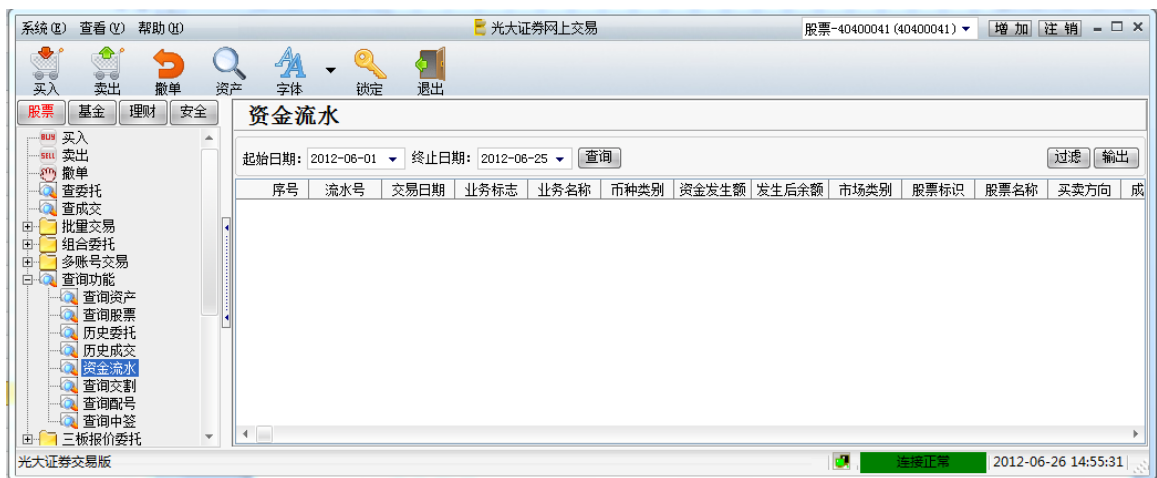 系统(E) 查看(V) 帮助(H) 光大证券网上交易 股票-40400041(40400041) 增 加 注 销
买入 卖出 撤单 资产 字体 锁定 退出
股票 基金 理财 安全
资金流水
BUY 买入
SELL 卖出
撤单
查委托
查成交
批量交易
组合委托
多账号交易
查询功能
查询资产
查询股票
历史委托
历史成交
资金流水
查询交割
查询配号
查询中签
三板报价委托
起始日期: 2012-06-01 终止日期: 2012-06-25 查询 过滤 输出
序号 流水号 交易日期 业务标志 业务名称 币种类别 资金发生额 发生后余额 市场类别 股票标识 股票名称 买卖方向 成
光大证券交易版 连接正常 2012-06-26 14:55:31